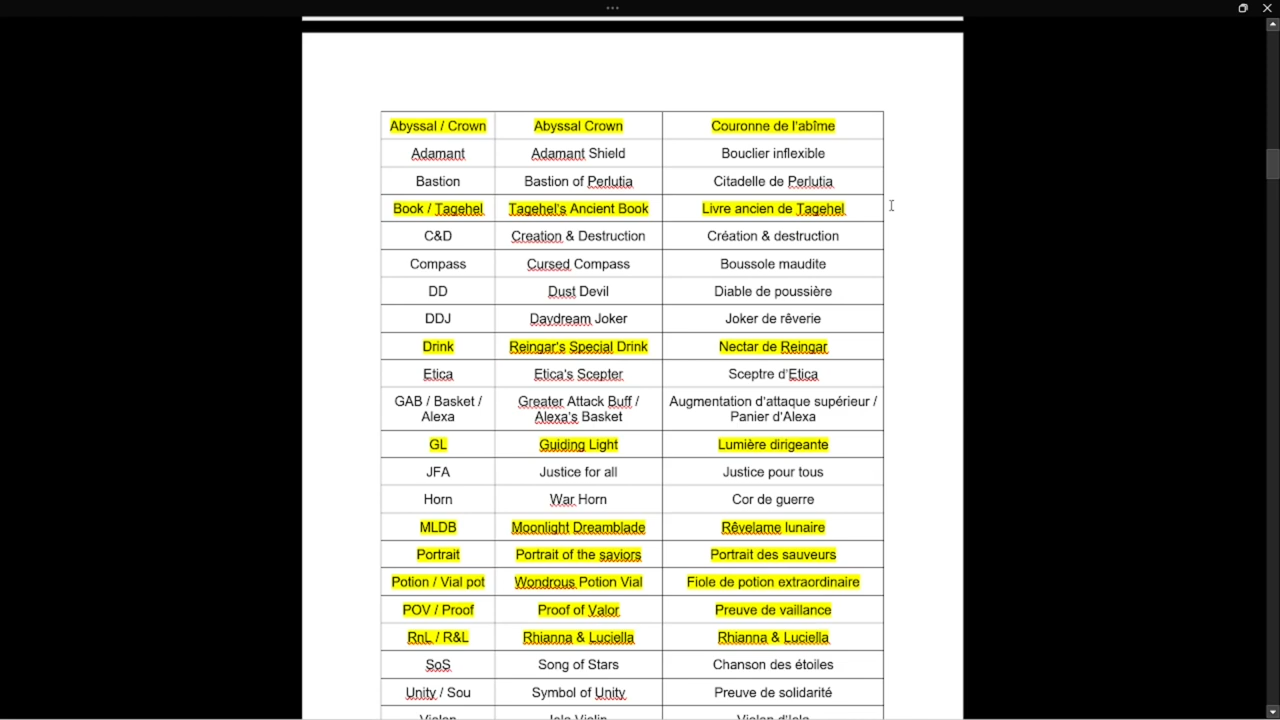 Abyssal / Crown Abyssal Crown Couronne de l'abîme
Adamant Adamant Shield Bouclier inflexible
Bastion Bastion of Perlutia Citadelle de Perlutia
Book / Tagehel Tagehel's Ancient Book Livre ancien de Tagehel
C&D Creation & Destruction Création & destruction
Compass Cursed Compass Boussole maudite
DD Dust Devil Diable de poussière
DDJ Daydream Joker Joker de rêverie
Drink Reingar's Special Drink Nectar de Reingar
Etica Etica's Scepter Sceptre d'Etica
GAB / Basket / Greater Attack Buff / Augmentation d'attaque supérieur /
Alexa Alexa's Basket Panier d'Alexa
GL Guiding Light Lumière dirigeante
JFA Justice for all Justice pour tous
Horn War Horn Cor de guerre
MLDB Moonlight Dreamblade Rêvelame lunaire
Portrait Portrait of the saviors Portrait des sauveurs
Potion / Vial pot Wondrous Potion Vial Fiole de potion extraordinaire
POV / Proof Proof of Valor Preuve de vaillance
RnL / R&L Rhianna & Luciella Rhianna & Luciella
SoS Song of Stars Chanson des étoiles
Unity / Sou Symbol of Unity Preuve de solidarité